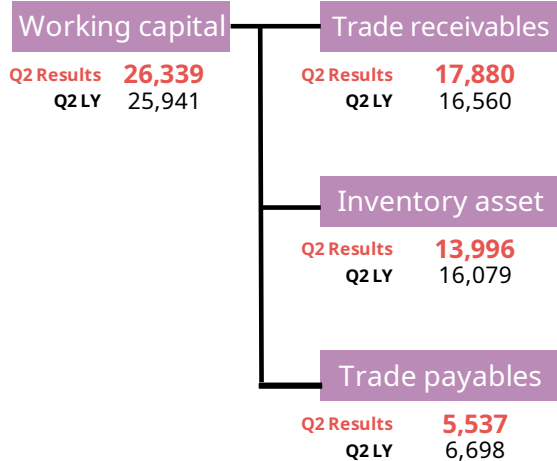 Working capital
Q2 Results 26,339
Q2 LY 25,941
Trade receivables
Q2 Results 17,880
Q2 LY 16,560
Inventory asset
Q2 Results 13,996
Q2 LY 16,079
Trade payables
Q2 Results 5,537
Q2 LY 6,698